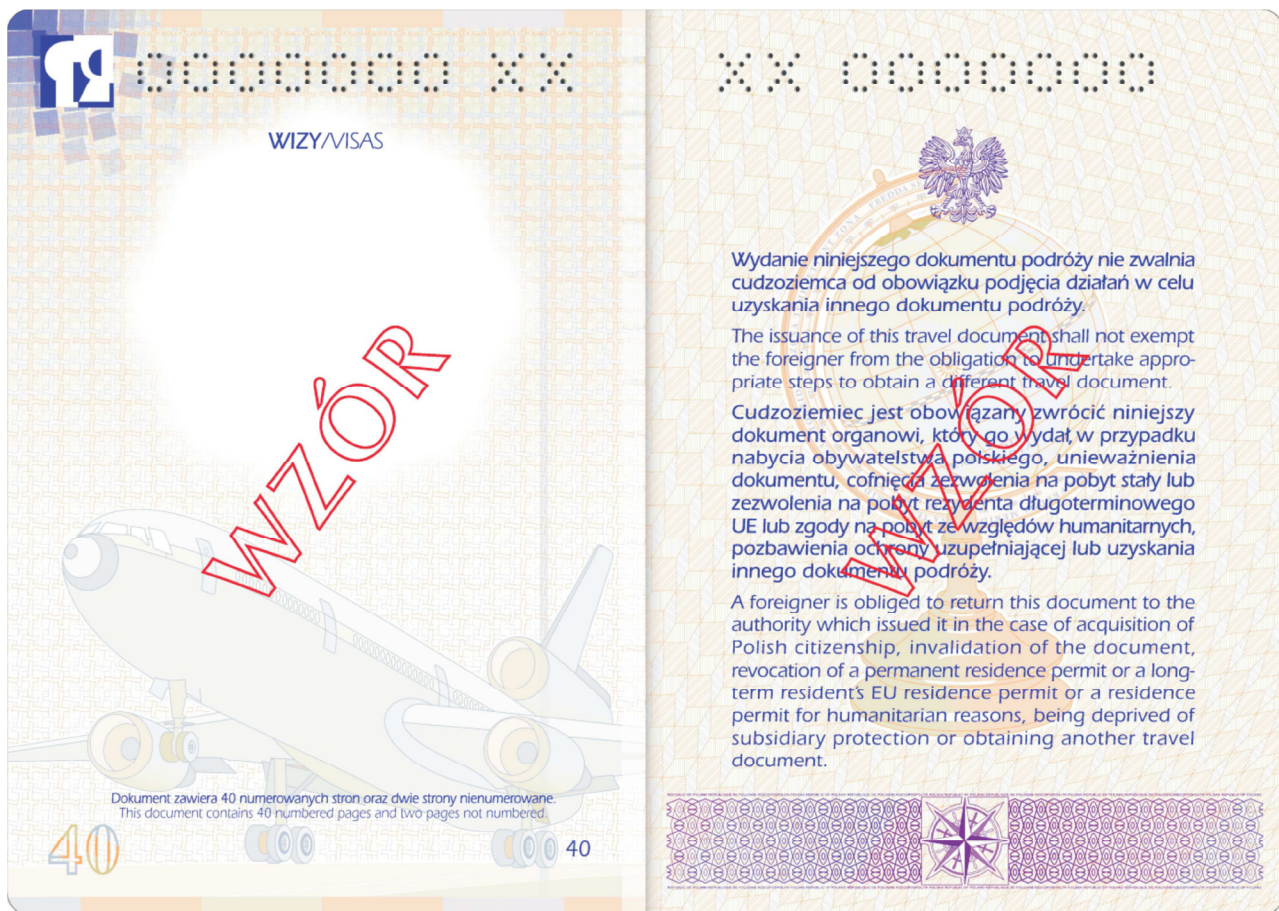 0000000 XX
WIZY/VISAS
WZÓR
Dokument zawiera 40 numerowanych stron oraz dwie strony nienumerowane.
This document contains 40 numbered pages and two pages not numbered.
40
40
XX 0000000
Wydanie niniejszego dokumentu podróży nie zwalnia
cudzoziemca od obowiązku podjęcia działań w celu
uzyskania innego dokumentu podróży.
The issuance of this travel document shall not exempt
the foreigner from the obligation to undertake appro-
priate steps to obtain a different travel document.
Cudzoziemiec jest obowiązany zwrócić niniejszy
dokument organowi, który go wydał, w przypadku
nabycia obywatelstwa polskiego, unieważnienia
dokumentu, cofnięcia zezwolenia na pobyt stały lub
zezwolenia na pobyt rezydenta długoterminowego
UE lub zgody na pobyt ze względów humanitarnych,
pozbawienia ochrony uzupełniającej lub uzyskania
innego dokumentu podróży.
A foreigner is obliged to return this document to the
authority which issued it in the case of acquisition of
Polish citizenship, invalidation of the document,
revocation of a permanent residence permit or a long-
term resident's EU residence permit or a residence
permit for humanitarian reasons, being deprived of
subsidiary protection or obtaining another travel
document.
WZÓR